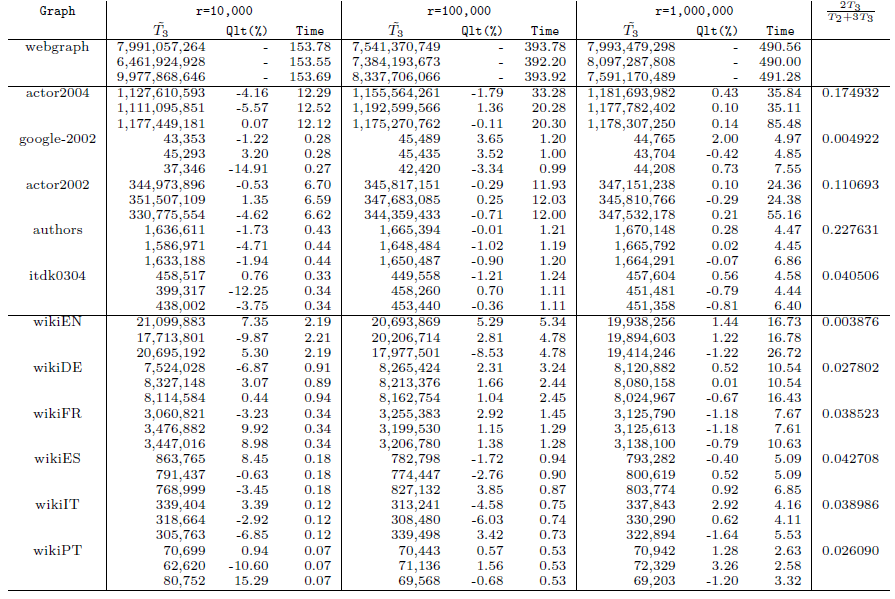 Graph r=10,000 r=100,000 r=1,000,000 2T3 / T2+3T3
T̃3 Qlt(%) Time T̃3 Qlt(%) Time T̃3 Qlt(%) Time
webgraph 7,991,057,264 - 153.78 7,541,370,749 - 393.78 7,993,479,298 - 490.56
6,461,924,928 - 153.55 7,384,193,673 - 392.20 8,097,287,808 - 490.00
9,977,868,646 - 153.69 8,337,706,066 - 393.92 7,591,170,489 - 491.28
actor2004 1,127,610,593 -4.16 12.29 1,155,564,261 -1.79 33.28 1,181,693,982 0.43 35.84 0.174932
1,111,095,851 -5.57 12.52 1,192,599,566 1.36 20.28 1,177,782,402 0.10 35.11
1,177,449,181 0.07 12.12 1,175,270,762 -0.11 20.30 1,178,307,250 0.14 85.48
google-2002 43,353 -1.22 0.28 45,489 3.65 1.20 44,765 2.00 4.97 0.004922
45,293 3.20 0.28 45,435 3.52 1.00 43,704 -0.42 4.85
37,346 -14.91 0.27 42,420 -3.34 0.99 44,208 0.73 7.55
actor2002 344,973,896 -0.53 6.70 345,817,151 -0.29 11.93 347,151,238 0.10 24.36 0.110693
351,507,109 1.35 6.59 347,683,085 0.25 12.03 345,810,766 -0.29 24.38
330,775,554 -4.62 6.62 344,359,433 -0.71 12.00 347,532,178 0.21 55.16
authors 1,636,611 -1.73 0.43 1,665,394 -0.01 1.21 1,670,148 0.28 4.47 0.227631
1,586,971 -4.71 0.44 1,648,484 -1.02 1.19 1,665,792 0.02 4.45
1,633,188 -1.94 0.44 1,650,487 -0.90 1.20 1,664,291 -0.07 6.86
itdk0304 458,517 0.76 0.33 449,558 -1.21 1.24 457,604 0.56 4.58 0.040506
399,317 -12.25 0.34 458,260 0.70 1.11 451,481 -0.79 4.44
438,002 -3.75 0.34 453,440 -0.36 1.11 451,358 -0.81 6.40
wikiEN 21,099,883 7.35 2.19 20,693,869 5.29 5.34 19,938,256 1.44 16.73 0.003876
17,713,801 -9.87 2.21 20,206,714 2.81 4.78 19,894,603 1.22 16.78
20,695,192 5.30 2.19 17,977,501 -8.53 4.78 19,414,246 -1.22 26.72
wikiDE 7,524,028 -6.87 0.91 8,265,424 2.31 3.24 8,120,882 0.52 10.54 0.027802
8,327,148 3.07 0.89 8,213,376 1.66 2.44 8,080,158 0.01 10.54
8,114,584 0.44 0.94 8,162,754 1.04 2.45 8,024,967 -0.67 16.43
wikiFR 3,060,821 -3.23 0.34 3,255,383 2.92 1.45 3,125,790 -1.18 7.67 0.038523
3,476,882 9.92 0.34 3,199,530 1.15 1.29 3,125,613 -1.18 7.61
3,447,016 8.98 0.34 3,206,780 1.38 1.28 3,138,100 -0.79 10.63
wikiES 863,765 8.45 0.18 782,798 -1.72 0.94 793,282 -0.40 5.09 0.042708
791,437 -0.63 0.18 774,447 -2.76 0.90 800,619 0.52 5.09
768,999 -3.45 0.18 827,132 3.85 0.87 803,774 0.92 6.85
wikiIT 339,404 3.39 0.12 313,241 -4.58 0.75 337,843 2.92 4.16 0.038986
318,664 -2.92 0.12 308,480 -6.03 0.74 330,290 0.62 4.11
305,763 -6.85 0.12 339,498 3.42 0.73 322,894 -1.64 5.53
wikiPT 70,699 0.94 0.07 70,443 0.57 0.53 70,942 1.28 2.63 0.026090
62,620 -10.60 0.07 71,136 1.56 0.53 72,329 3.26 2.58
80,752 15.29 0.07 69,568 -0.68 0.53 69,203 -1.20 3.32